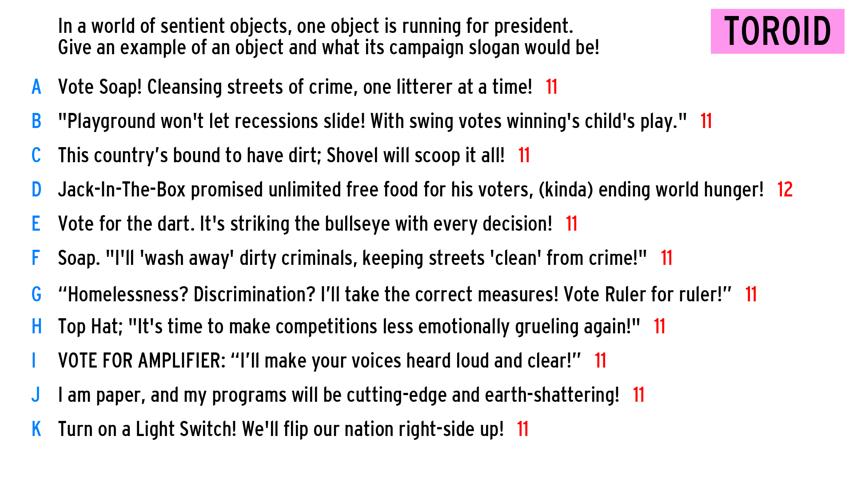 In a world of sentient objects, one object is running for president.
Give an example of an object and what its campaign slogan would be!
TOROID
A Vote Soap! Cleansing streets of crime, one litterer at a time! 11
B "Playground won't let recessions slide! With swing votes winning's child's play." 11
C This country’s bound to have dirt; Shovel will scoop it all! 11
D Jack-In-The-Box promised unlimited free food for his voters, (kinda) ending world hunger! 12
E Vote for the dart. It's striking the bullseye with every decision! 11
F Soap. "I'll 'wash away' dirty criminals, keeping streets 'clean' from crime!" 11
G “Homelessness? Discrimination? I’ll take the correct measures! Vote Ruler for ruler!” 11
H Top Hat; "It's time to make competitions less emotionally grueling again!" 11
I VOTE FOR AMPLIFIER: “I’ll make your voices heard loud and clear!” 11
J I am paper, and my programs will be cutting-edge and earth-shattering! 11
K Turn on a Light Switch! We'll flip our nation right-side up! 11